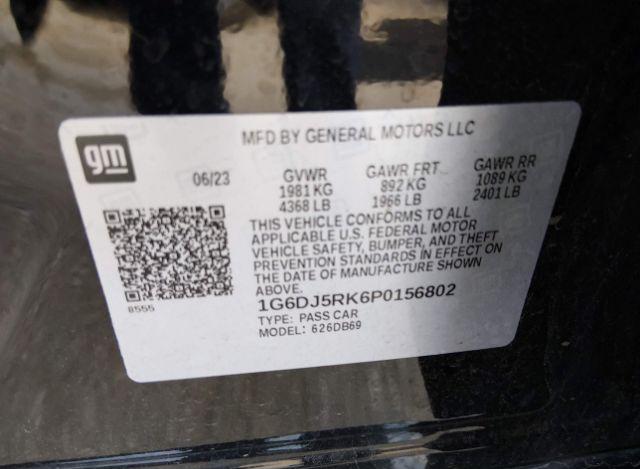 gm
MFD BY GENERAL MOTORS LLC
06/23 GVWR GAWR FRT GAWR RR
1981 KG 892 KG 1089 KG
4368 LB 1966 LB 2401 LB
THIS VEHICLE CONFORMS TO ALL
APPLICABLE U.S. FEDERAL MOTOR
VEHICLE SAFETY, BUMPER, AND THEFT
PREVENTION STANDARDS IN EFFECT ON
THE DATE OF MANUFACTURE SHOWN
ABOVE.
8555
1G6DJ5RK6P0156802
TYPE: PASS CAR
MODEL: 626DB69